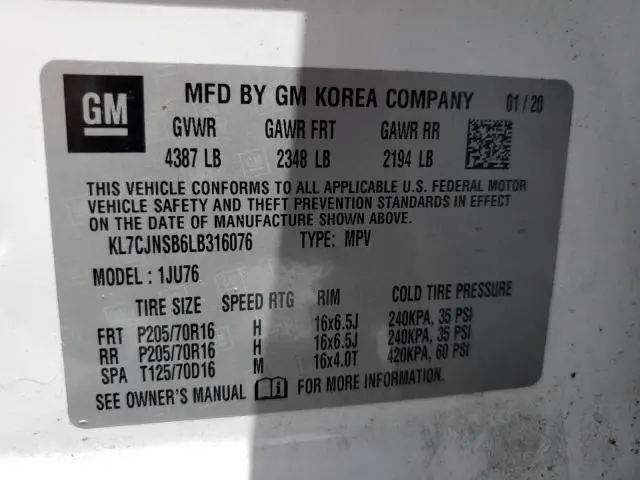 GM
MFD BY GM KOREA COMPANY 01/20
GVWR GAWR FRT GAWR RR
4387 LB 2348 LB 2194 LB
THIS VEHICLE CONFORMS TO ALL APPLICABLE U.S. FEDERAL MOTOR
VEHICLE SAFETY AND THEFT PREVENTION STANDARDS IN EFFECT
ON THE DATE OF MANUFACTURE SHOWN ABOVE.
KL7CJNSB6LB316076 TYPE: MPV
MODEL: 1JU76
TIRE SIZE SPEED RTG RIM COLD TIRE PRESSURE
FRT P205/70R16 H 16x6.5J 240KPA, 35 PSI
RR P205/70R16 H 16x6.5J 240KPA, 35 PSI
SPA T125/70D16 M 16x4.0T 420KPA, 60 PSI
SEE OWNER'S MANUAL FOR MORE INFORMATION.